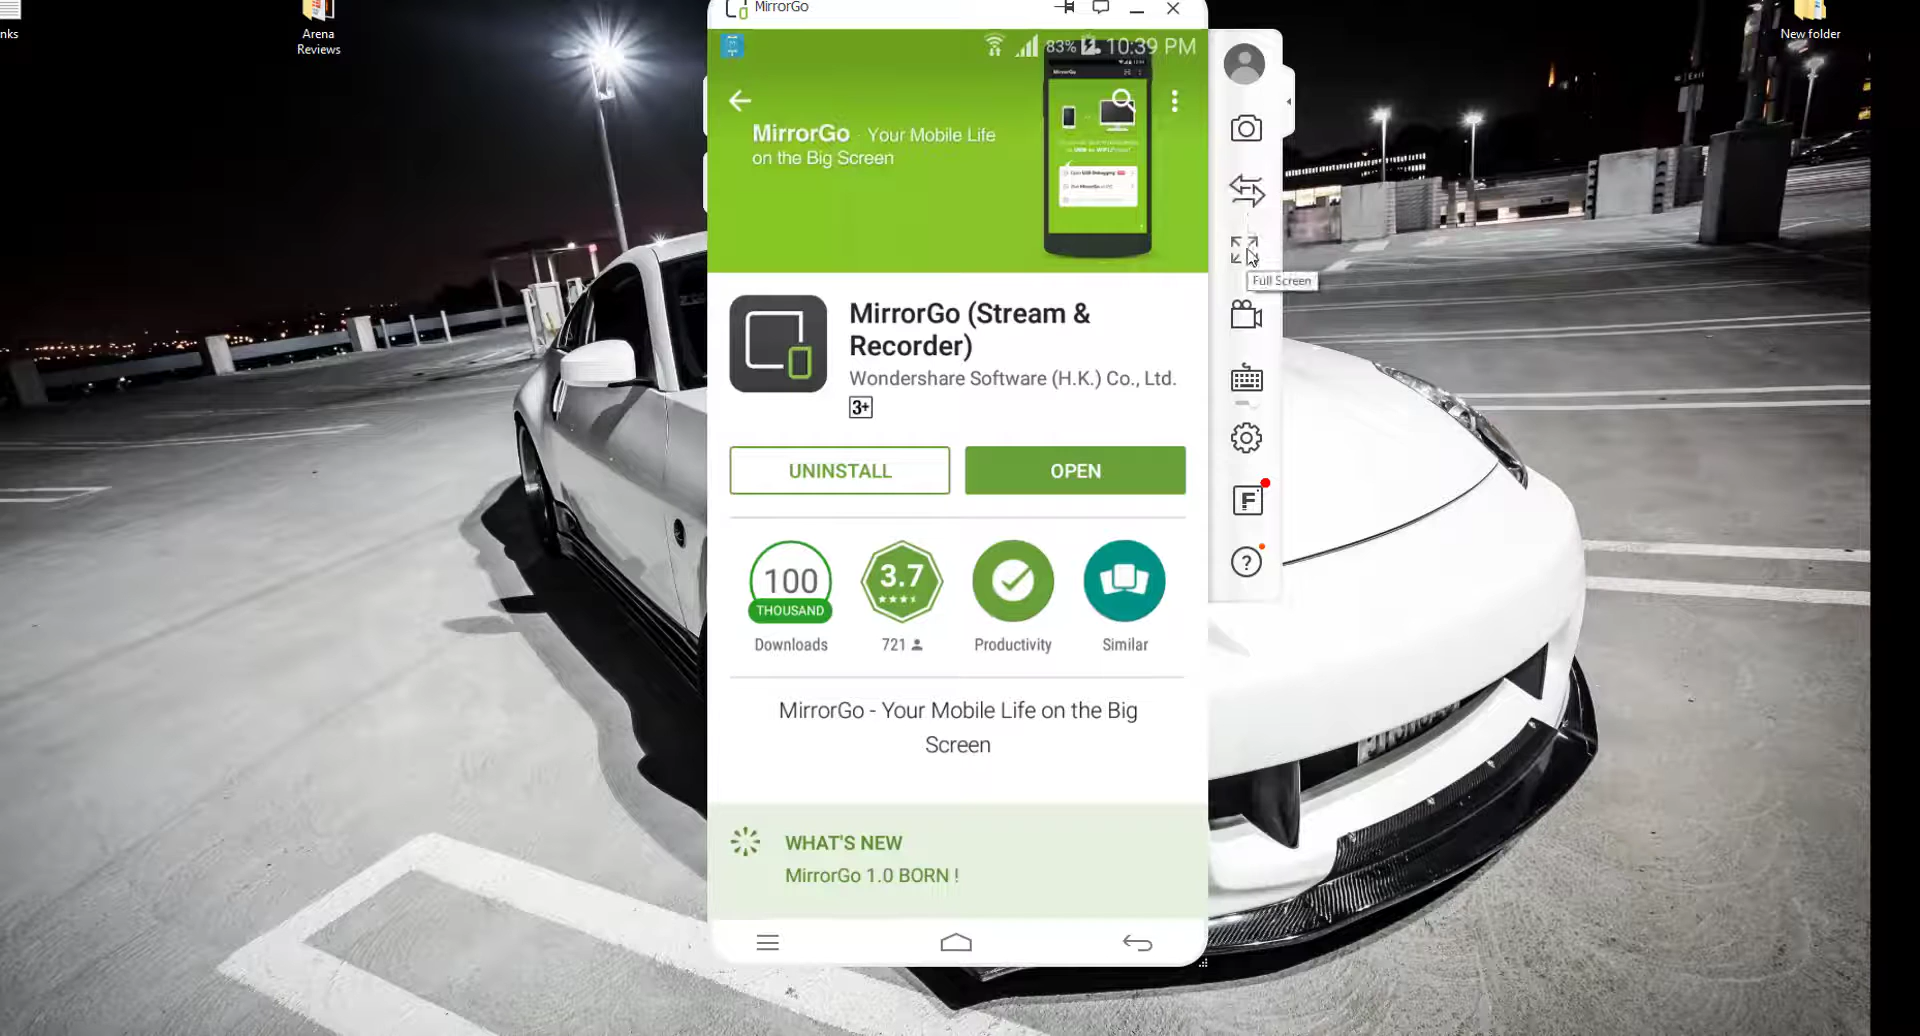 nks
Arena
Reviews
New folder
MirrorGo
83% 10:39 PM
MirrorGo - Your Mobile Life
on the Big Screen
MirrorGo
MirrorGo (Stream &
Recorder)
Wondershare Software (H.K.) Co., Ltd.
3+
UNINSTALL
OPEN
100
THOUSAND
Downloads
3.7
721
Productivity
Similar
MirrorGo - Your Mobile Life on the Big
Screen
WHAT'S NEW
MirrorGo 1.0 BORN !
Full Screen
F
?